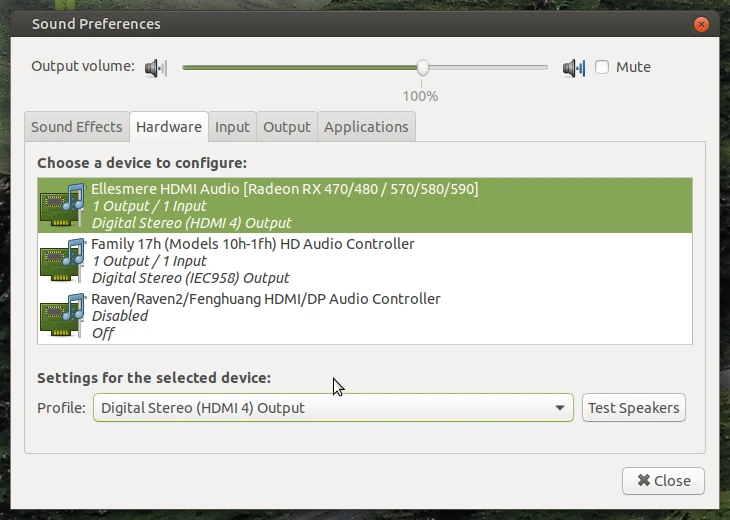 Sound Preferences
Output volume:
Mute
100%
Sound Effects Hardware Input Output Applications
Choose a device to configure:
Ellesmere HDMI Audio [Radeon RX 470/480 / 570/580/590]
1 Output / 1 Input
Digital Stereo (HDMI 4) Output
Family 17h (Models 10h-1fh) HD Audio Controller
1 Output / 1 Input
Digital Stereo (IEC958) Output
Raven/Raven2/Fenghuang HDMI/DP Audio Controller
Disabled
Off
Settings for the selected device:
Profile: Digital Stereo (HDMI 4) Output Test Speakers
Close